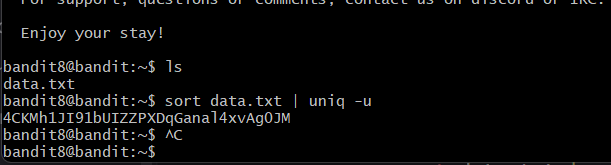 For support, questions or comments, contact us on discord or IRC.
Enjoy your stay!
bandit8@bandit:~$ ls
data.txt
bandit8@bandit:~$ sort data.txt | uniq -u
4CKMh1JI91bUIZZPXDqGanal4xvAg0JM
bandit8@bandit:~$ ^C
bandit8@bandit:~$